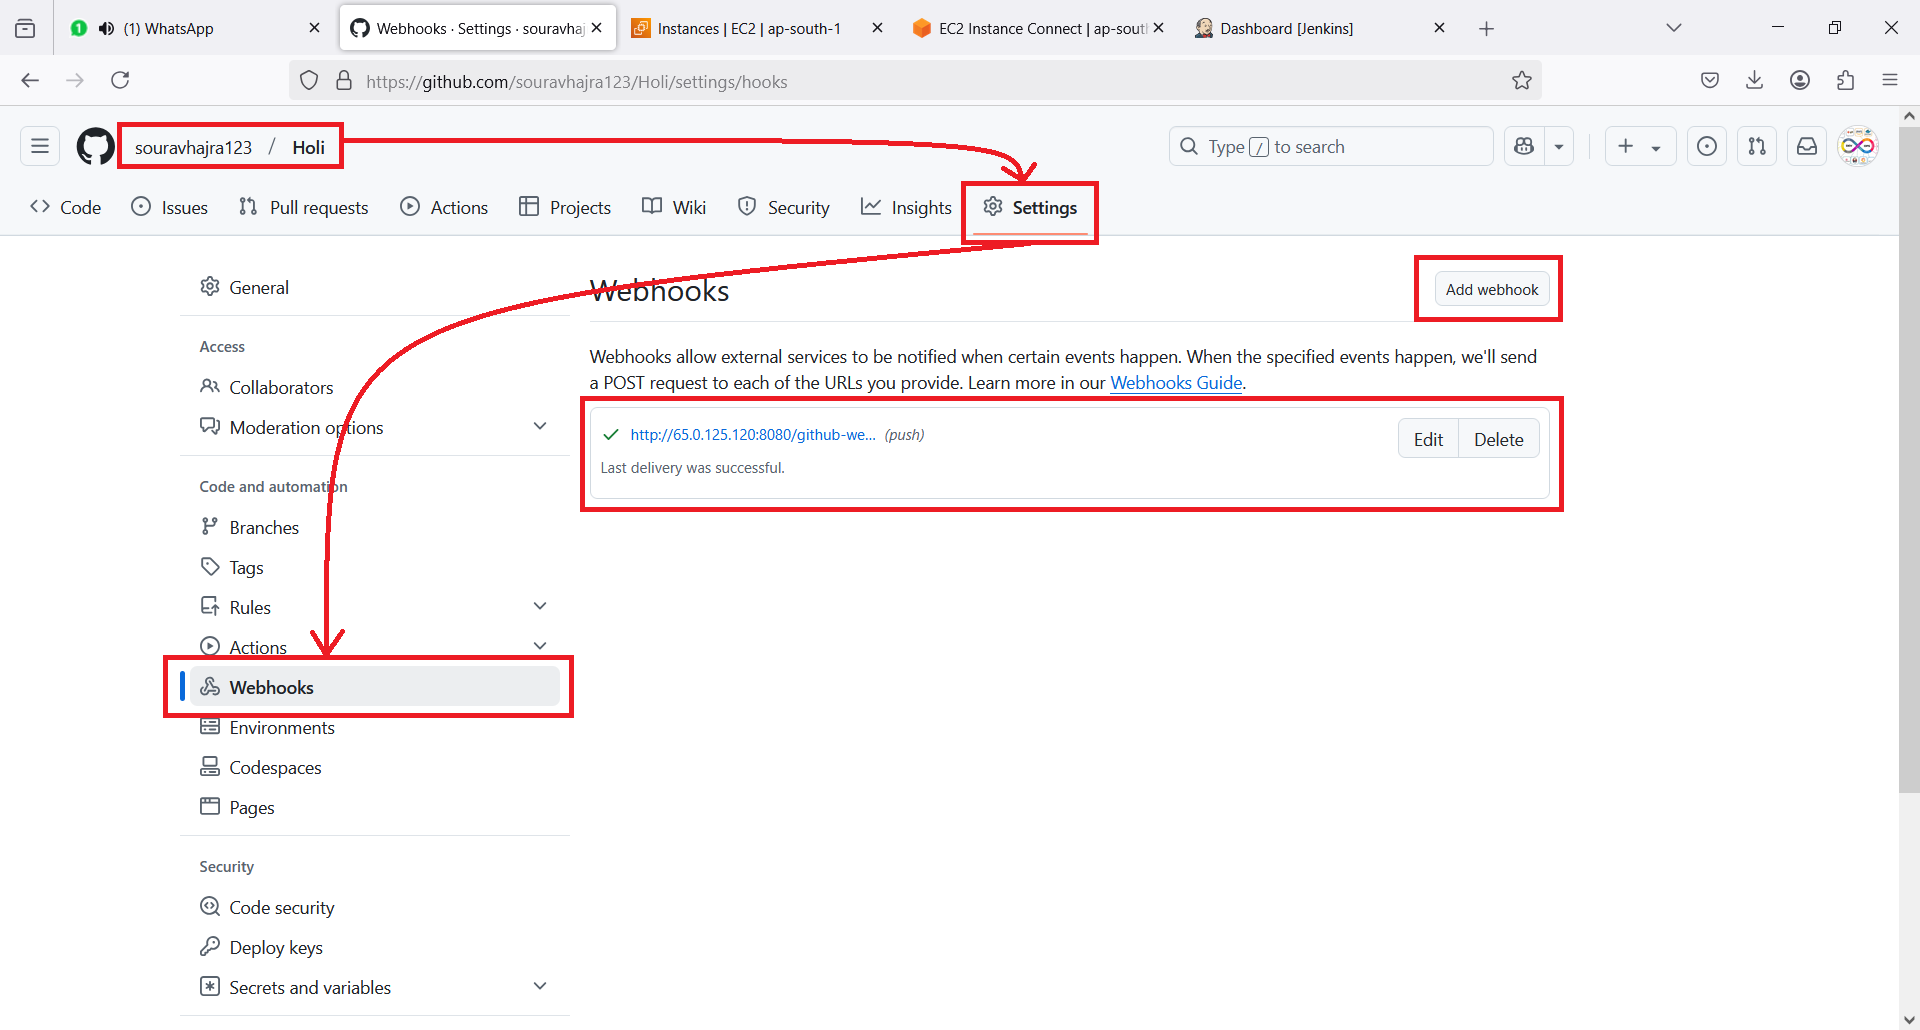 (1) WhatsApp
Webhooks · Settings · souravhaj
Instances | EC2 | ap-south-1
EC2 Instance Connect | ap-sout
Dashboard [Jenkins]
https://github.com/souravhajra123/Holi/settings/hooks
souravhajra123 / Holi
Type / to search
Code
Issues
Pull requests
Actions
Projects
Wiki
Security
Insights
Settings
General
Access
Collaborators
Moderation options
Code and automation
Branches
Tags
Rules
Actions
Webhooks
Environments
Codespaces
Pages
Security
Code security
Deploy keys
Secrets and variables
Webhooks
Add webhook
Webhooks allow external services to be notified when certain events happen. When the specified events happen, we'll send
a POST request to each of the URLs you provide. Learn more in our Webhooks Guide.
http://65.0.125.120:8080/github-we... (push)
Edit
Delete
Last delivery was successful.